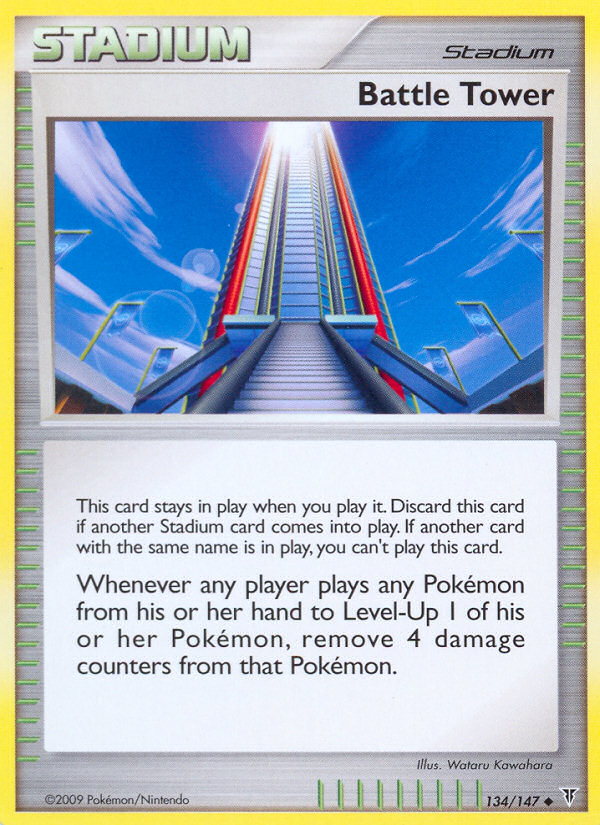 STADIUM
Stadium
Battle Tower
This card stays in play when you play it. Discard this card
if another Stadium card comes into play. If another card
with the same name is in play, you can't play this card.
Whenever any player plays any Pokémon
from his or her hand to Level-Up 1 of his
or her Pokémon, remove 4 damage
counters from that Pokémon.
Illus. Wataru Kawahara
©2009 Pokémon/Nintendo
134/147